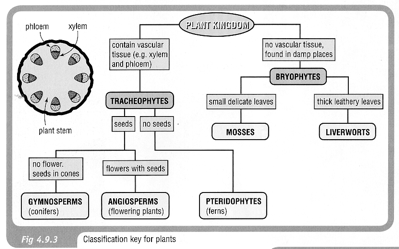 PLANT KINGDOM
phloem
xylem
plant stem
contain vascular
tissue (e.g. xylem
and phloem)
no vascular tissue,
found in damp places
TRACHEOPHYTES
BRYOPHYTES
seeds
no seeds
small delicate leaves
thick leathery leaves
MOSSES
LIVERWORTS
no flower.
seeds in cones
flowers with seeds
GYMNOSPERMS
(conifers)
ANGIOSPERMS
(flowering plants)
PTERIDOPHYTES
(ferns)
Fig 4.9.3 Classification key for plants